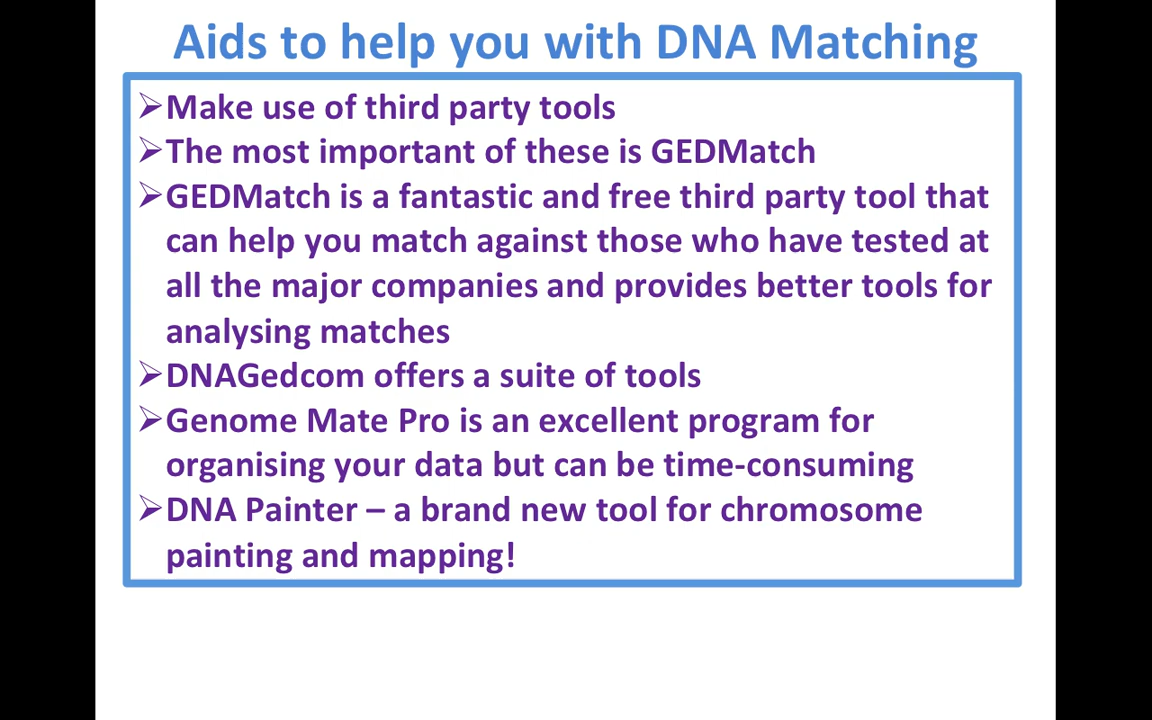 Aids to help you with DNA Matching
➢Make use of third party tools
➢The most important of these is GEDMatch
➢GEDMatch is a fantastic and free third party tool that
can help you match against those who have tested at
all the major companies and provides better tools for
analysing matches
➢DNAGedcom offers a suite of tools
➢Genome Mate Pro is an excellent program for
organising your data but can be time-consuming
➢DNA Painter – a brand new tool for chromosome
painting and mapping!